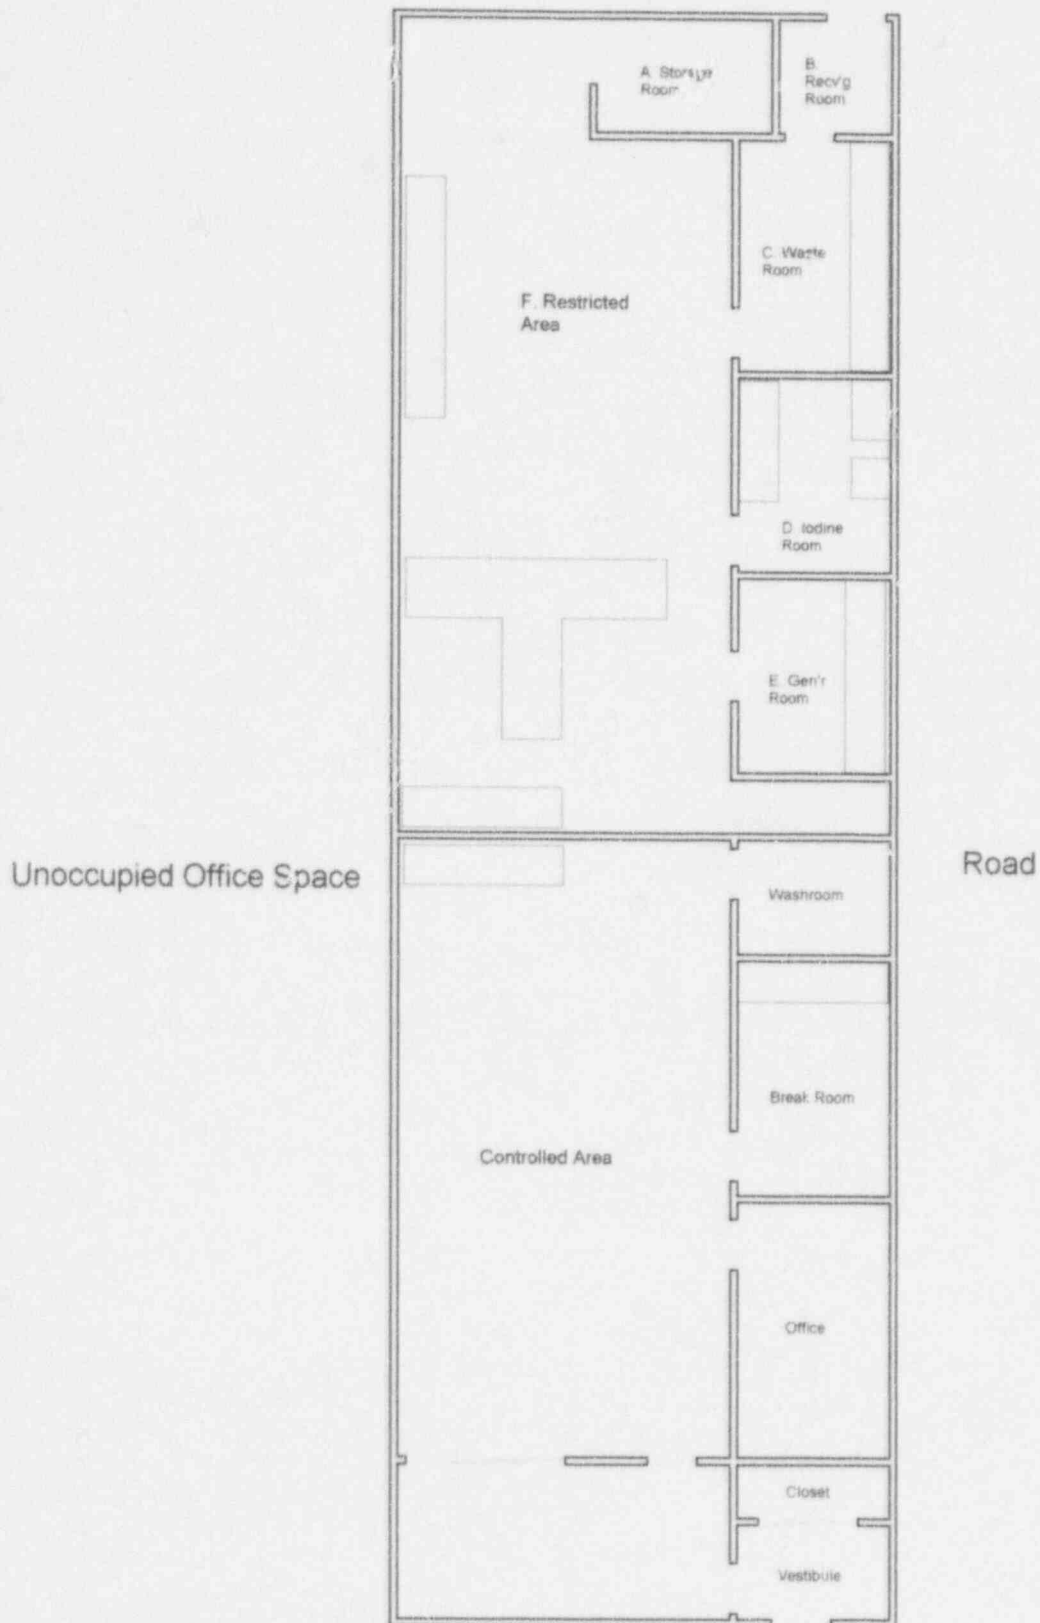 A. Storage
Room
B.
Recv'g
Room
C. Waste
Room
F. Restricted
Area
D. Iodine
Room
E. Gen'r
Room
Unoccupied Office Space
Road
Washroom
Break Room
Controlled Area
Office
Closet
Vestibule